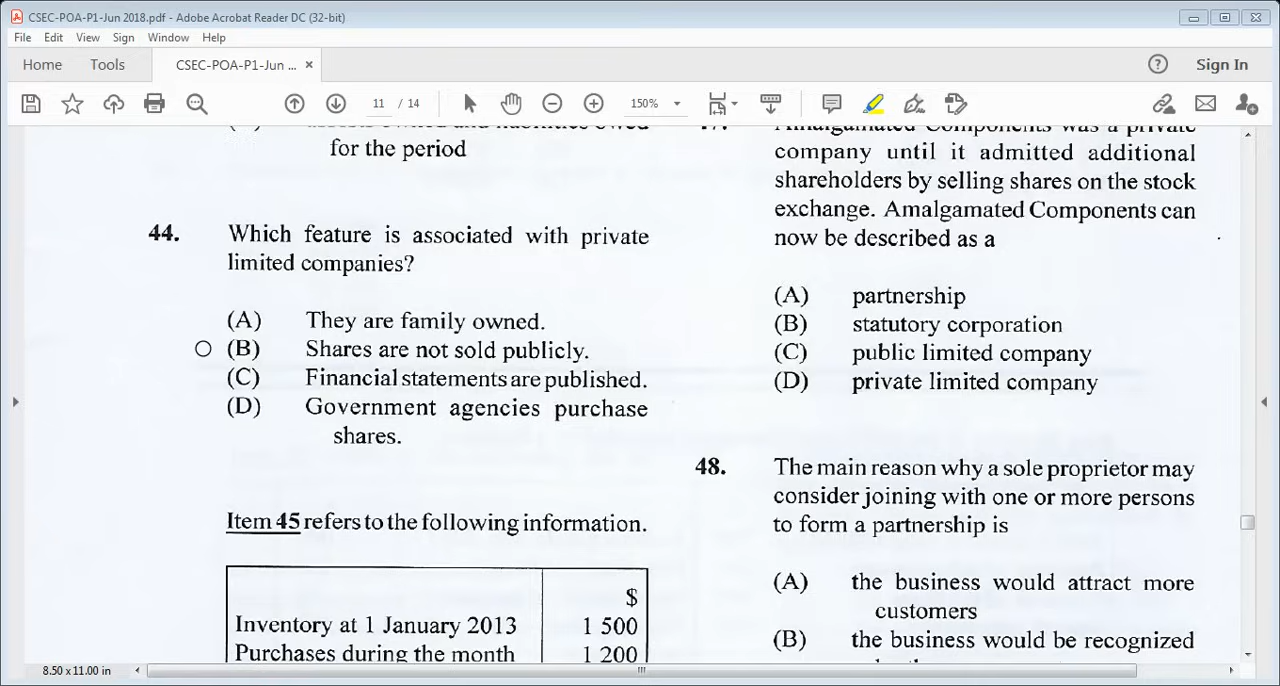 CSEC-POA-P1-Jun 2018.pdf - Adobe Acrobat Reader DC (32-bit)
File Edit View Sign Window Help
Home Tools CSEC-POA-P1-Jun ... ×
? Sign In
11 / 14 150%
for the period
44. Which feature is associated with private
limited companies?
(A) They are family owned.
(B) Shares are not sold publicly.
(C) Financial statements are published.
(D) Government agencies purchase
shares.
Item 45 refers to the following information.
$
Inventory at 1 January 2013 1 500
Purchases during the month 1 200
Amalgamated Components was a private
company until it admitted additional
shareholders by selling shares on the stock
exchange. Amalgamated Components can
now be described as a
(A) partnership
(B) statutory corporation
(C) public limited company
(D) private limited company
48. The main reason why a sole proprietor may
consider joining with one or more persons
to form a partnership is
(A) the business would attract more
customers
(B) the business would be recognized
8.50 x 11.00 in